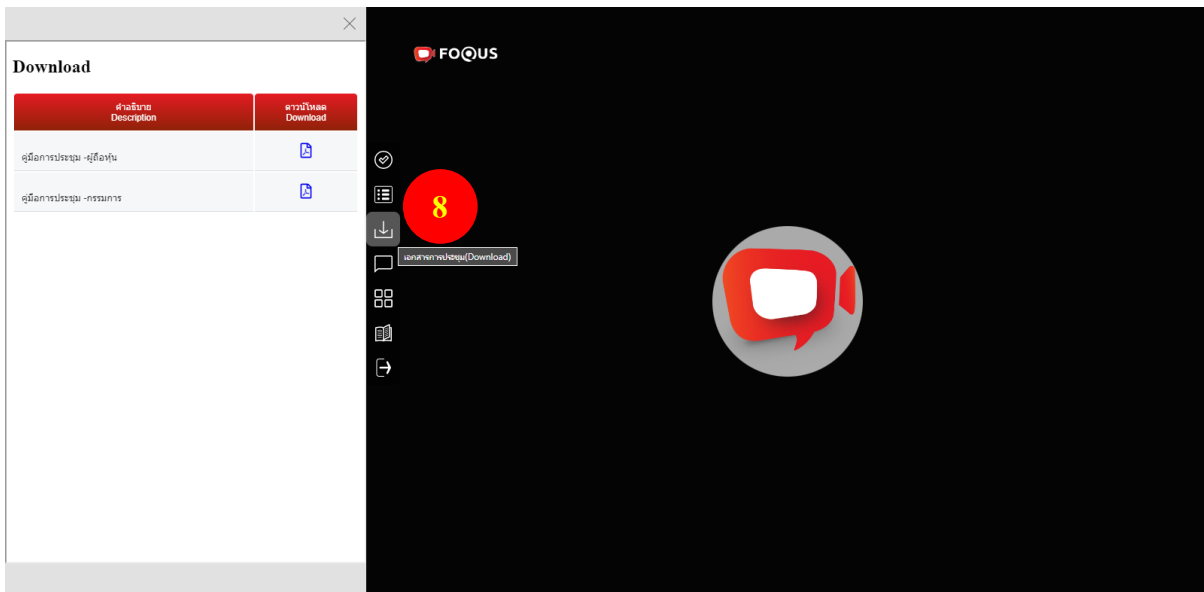 Download
คำอธิบาย
Description
ดาวน์โหลด
Download
คู่มือการประชุม -ผู้ถือหุ้น
คู่มือการประชุม -กรรมการ
FOQUS
8
เอกสารการประชุม(Download)